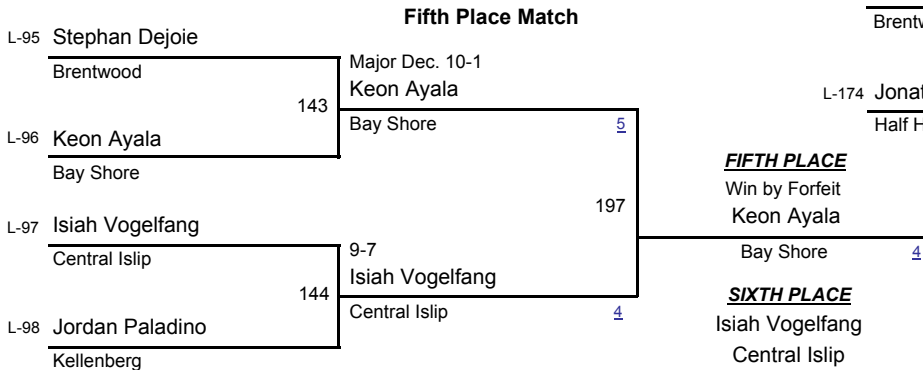 Fifth Place Match
L-95 Stephan Dejoie
Brentwood
143
L-96 Keon Ayala
Bay Shore
Major Dec. 10-1
Keon Ayala
Bay Shore 5
L-97 Isiah Vogelfang
Central Islip
144
L-98 Jordan Paladino
Kellenberg
9-7
Isiah Vogelfang
Central Islip 4
197
FIFTH PLACE
Win by Forfeit
Keon Ayala
Bay Shore 4
SIXTH PLACE
Isiah Vogelfang
Central Islip
L-174
Half